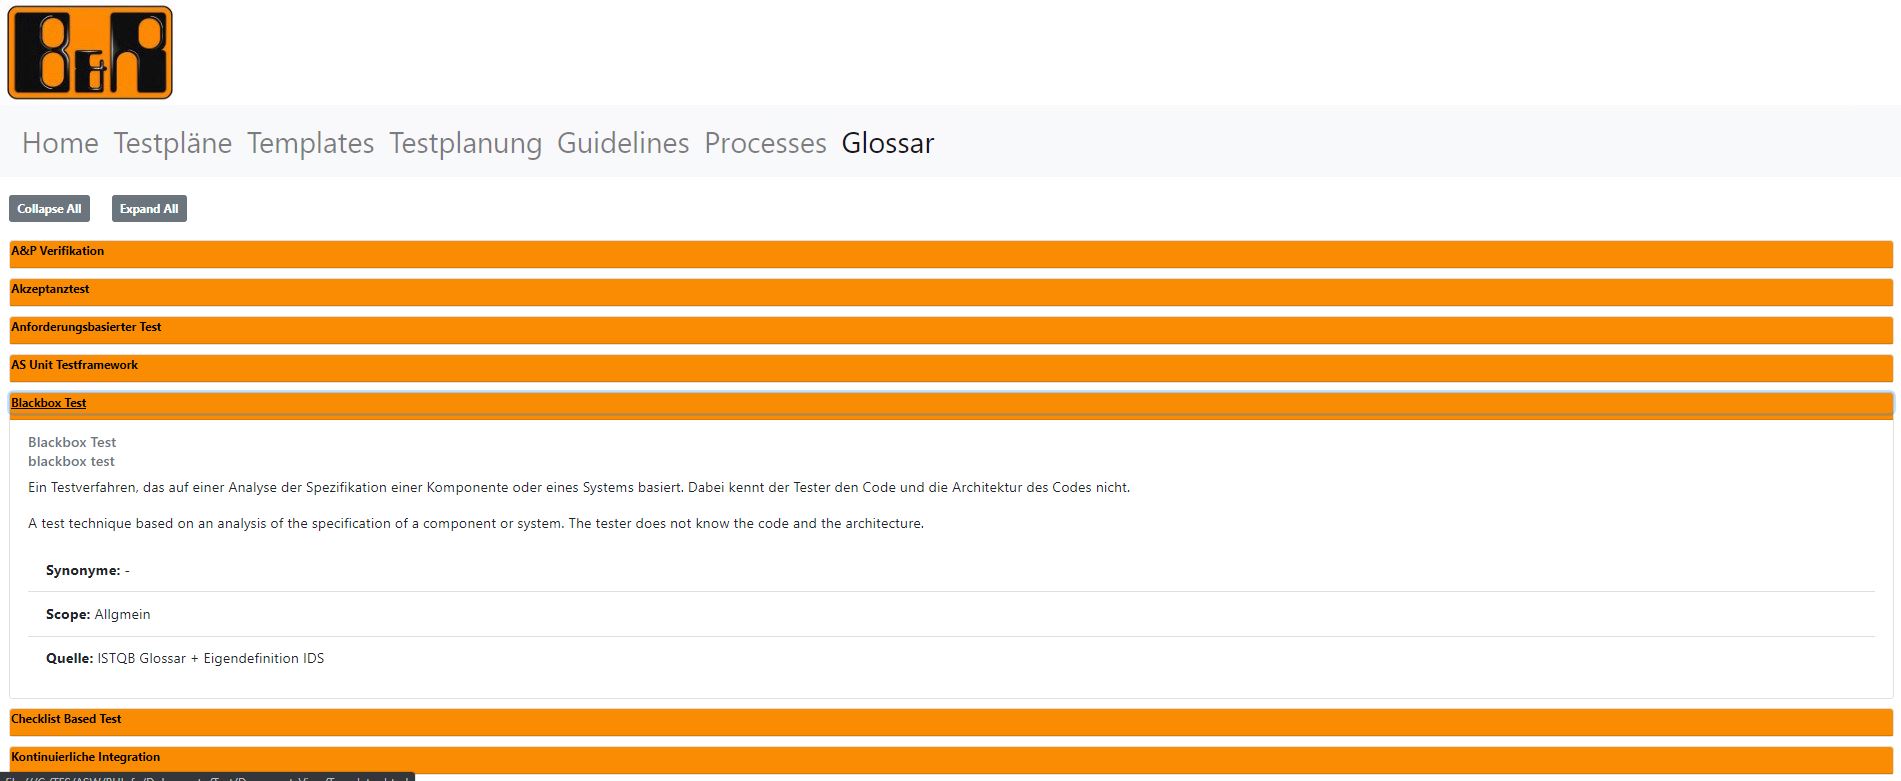 B&R
Home Testpläne Templates Testplanung Guidelines Processes Glossar
Collapse All Expand All
A&P Verifikation
Akzeptanztest
Anforderungsbasierter Test
AS Unit Testframework
Blackbox Test
Blackbox Test
blackbox test
Ein Testverfahren, das auf einer Analyse der Spezifikation einer Komponente oder eines Systems basiert. Dabei kennt der Tester den Code und die Architektur des Codes nicht.
A test technique based on an analysis of the specification of a component or system. The tester does not know the code and the architecture.
Synonyme: -
Scope: Allgmein
Quelle: ISTQB Glossar + Eigendefinition IDS
Checklist Based Test
Kontinuierliche Integration